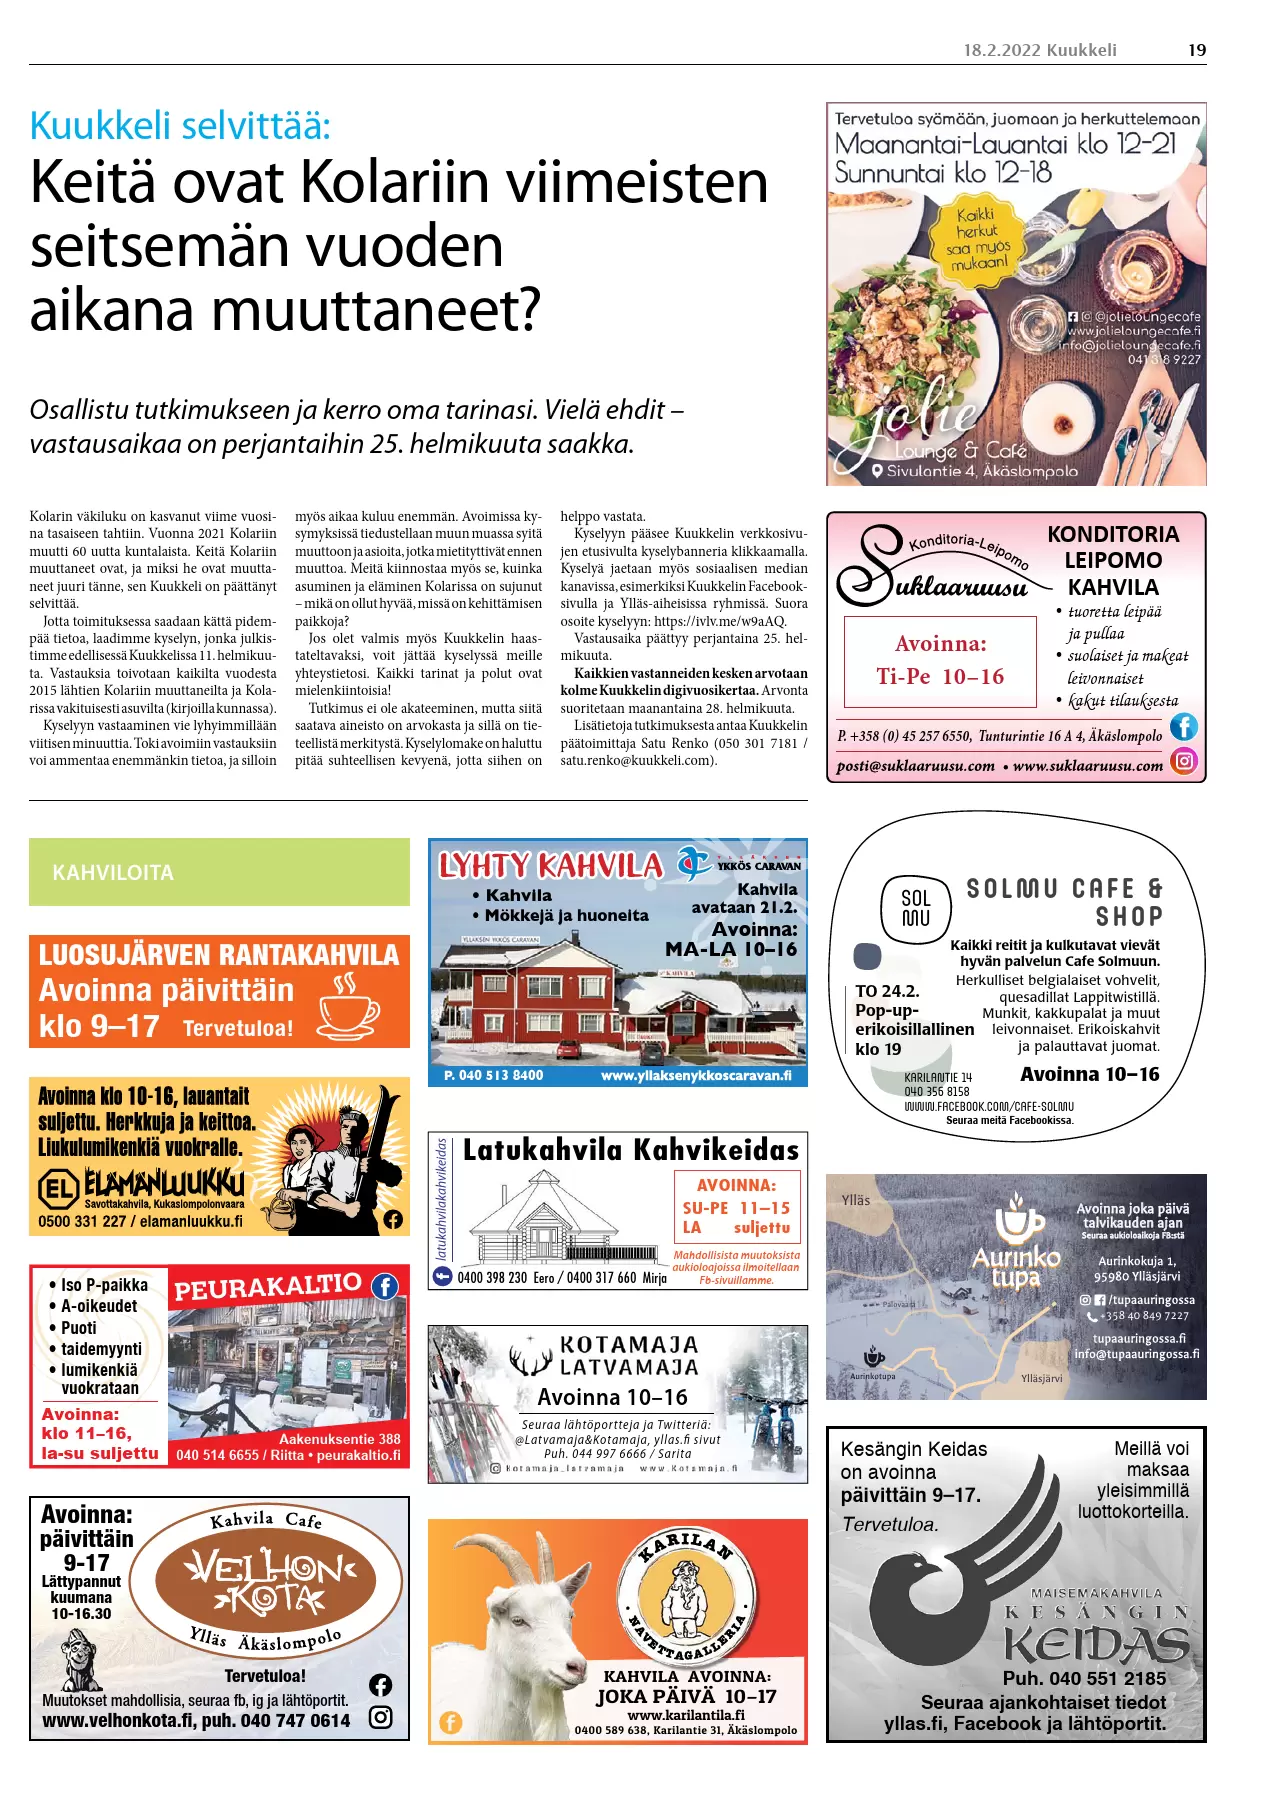 18.2.2022 Kuukkeli 19
Kuukkeli selvittää:
Keitä ovat Kolariin viimeisten
seitsemän vuoden
aikana muuttaneet?
Osallistu tutkimukseen ja kerro oma tarinasi. Vielä ehdit –
vastausaikaa on perjantaihin 25. helmikuuta saakka.
Kolarin väkiluku on kasvanut viime vuosi-
na tasaiseen tahtiin. Vuonna 2021 Kolariin
muutti 60 uutta kuntalaista. Keitä Kolariin
muuttaneet ovat, ja miksi he ovat muutta-
neet juuri tänne, sen Kuukkeli on päättänyt
selvittää.
Jotta toimituksessa saadaan kättä pidem-
pää tietoa, laadimme kyselyn, jonka julkis-
timme edellisessä Kuukkelissa 11. helmikuu-
ta. Vastauksia toivotaan kaikilta vuodesta
2015 lähtien Kolariin muuttaneilta ja Kola-
rissa vakituisesti asuvilta (kirjoilla kunnassa).
Kyselyyn vastaaminen vie lyhyimmillään
viitisen minuuttia. Toki avoimiin vastauksiin
voi ammentaa enemmänkin tietoa, ja silloin
myös aikaa kuluu enemmän. Avoimissa ky-
symyksissä tiedustellaan muun muassa syitä
muuttoon ja asioita, jotka mietityttivät ennen
muuttoa. Meitä kiinnostaa myös se, kuinka
asuminen ja eläminen Kolarissa on sujunut
– mikä on ollut hyvää, missä on kehittämisen
paikkoja?
Jos olet valmis myös Kuukkelin haas-
tateltavaksi, voit jättää kyselyssä meille
yhteystietosi. Kaikki tarinat ja polut ovat
mielenkiintoisia!
Tutkimus ei ole akateeminen, mutta siitä
saatava aineisto on arvokasta ja sillä on tie-
teellistä merkitystä. Kyselylomake on haluttu
pitää suhteellisen kevyenä, jotta siihen on
helppo vastata.
Kyselyyn pääsee Kuukkelin verkkosivu-
jen etusivulta kyselybanneria klikkaamalla.
Kyselyä jaetaan myös sosiaalisen median
kanavissa, esimerkiksi Kuukkelin Facebook-
sivulla ja Ylläs-aiheisissa ryhmissä. Suora
osoite kyselyyn: https://ivlv.me/w9aAQ.
Vastausaika päättyy perjantaina 25. hel-
mikuuta.
Kaikkien vastanneiden kesken arvotaan
kolme Kuukkelin digivuosikertaa. Arvonta
suoritetaan maanantaina 28. helmikuuta.
Lisätietoja tutkimuksesta antaa Kuukkelin
päätoimittaja Satu Renko (050 301 7181 /
satu.renko@kuukkeli.com).
Tervetuloa syömään, juomaan ja herkuttelemaan
Maanantai-Lauantai klo 12-21
Sunnuntai klo 12-18
Kaikki
herkut
saa myös
mukaan!
@jolieloungecafe
www.jolieloungecafe.fi
info@jolieloungecafe.fi
041 318 9227
jolie
Lounge & Café
Sivulantie 4, Äkäslompolo
Konditoria-Leipomo
Suklaaruusu
KONDITORIA
LEIPOMO
KAHVILA
• tuoretta leipää
ja pullaa
• suolaiset ja makeat
leivonnaiset
• kakut tilauksesta
Avoinna:
Ti-Pe 10–16
P. +358 (0) 45 257 6550, Tunturintie 16 A 4, Äkäslompolo
posti@suklaaruusu.com • www.suklaaruusu.com
KAHVILOITA
LUOSUJÄRVEN RANTAKAHVILA
Avoinna päivittäin
klo 9–17 Tervetuloa!
Avoinna klo 10-16, lauantait
suljettu. Herkkuja ja keittoa.
Liukulumikenkiä vuokralle.
EL ELÄMÄNLUUKKU
Savottakahvila, Kukasiompolonvaara
0500 331 227 / elamanluukku.fi
• Iso P-paikka
• A-oikeudet
• Puoti
• taidemyynti
• lumikenkiä
vuokrataan
Avoinna:
klo 11–16,
la-su suljettu
PEURAKALTIO
Aakenuksentie 388
040 514 6655 / Riitta • peurakaltio.fi
Avoinna:
päivittäin
9-17
Lättypannut
kuumana
10-16.30
Kahvila Cafe
VELHON
KOTA
Ylläs Äkäslompolo
Tervetuloa!
Muutokset mahdollisia, seuraa fb, ig ja lähtöportit.
www.velhonkota.fi, puh. 040 747 0614
LYHTY KAHVILA
YLLÄKSEN
YKKÖS CARAVAN
• Kahvila
• Mökkejä ja huoneita
Kahvila
avataan 21.2.
Avoinna:
MA-LA 10–16
YLLÄKSEN YKKÖS CARAVAN
KAHVILA
P. 040 513 8400 www.yllaksenykkoscaravan.fi
Latukahvila Kahvikeidas
latukahvilakahvikeidas
AVOINNA:
SU-PE 11–15
LA suljettu
Mahdollisista muutoksista
aukioloajoissa ilmoitellaan
Fb-sivuillamme.
0400 398 230 Eero / 0400 317 660 Mirja
KOTAMAJA
LATVAMAJA
Avoinna 10–16
Seuraa lähtöportteja ja Twitteriä:
@Latvamaja&Kotamaja, yllas.fi sivut
Puh. 044 997 6666 / Sarita
Kotamaja_latvamaja www.Kotamaja.fi
KARILAN
NAVETTAGALLERIA
KAHVILA AVOINNA:
JOKA PÄIVÄ 10–17
www.karilantila.fi
0400 589 638, Karilantie 31, Äkäslompolo
SOL
MU
SOLMU CAFE &
SHOP
Kaikki reitit ja kulkutavat vievät
hyvän palvelun Cafe Solmuun.
Herkulliset belgialaiset vohvelit,
quesadillat Lappitwistillä.
Munkit, kakkupalat ja muut
leivonnaiset. Erikoiskahvit
ja palauttavat juomat.
TO 24.2.
Pop-up-
erikoisillallinen
klo 19
Avoinna 10–16
KARILANTIE 14
040 356 8158
WWW.FACEBOOK.COM/CAFE-SOLMU
Seuraa meitä Facebookissa.
Ylläs
Palovaara
Aurinkotupa
Ylläsjärvi
Aurinko
tupa
Avoinna joka päivä
talvikauden ajan
Seuraa aukioloaikoja FB:stä
Aurinkokuja 1,
95980 Ylläsjärvi
/tupaauringossa
+358 40 849 7227
tupaauringossa.fi
info@tupaauringossa.fi
Kesängin Keidas
on avoinna
päivittäin 9–17.
Tervetuloa.
Meillä voi
maksaa
yleisimmillä
luottokorteilla.
MAISEMAKAHVILA
KESÄNGIN
KEIDAS
Puh. 040 551 2185
Seuraa ajankohtaiset tiedot
yllas.fi, Facebook ja lähtöportit.